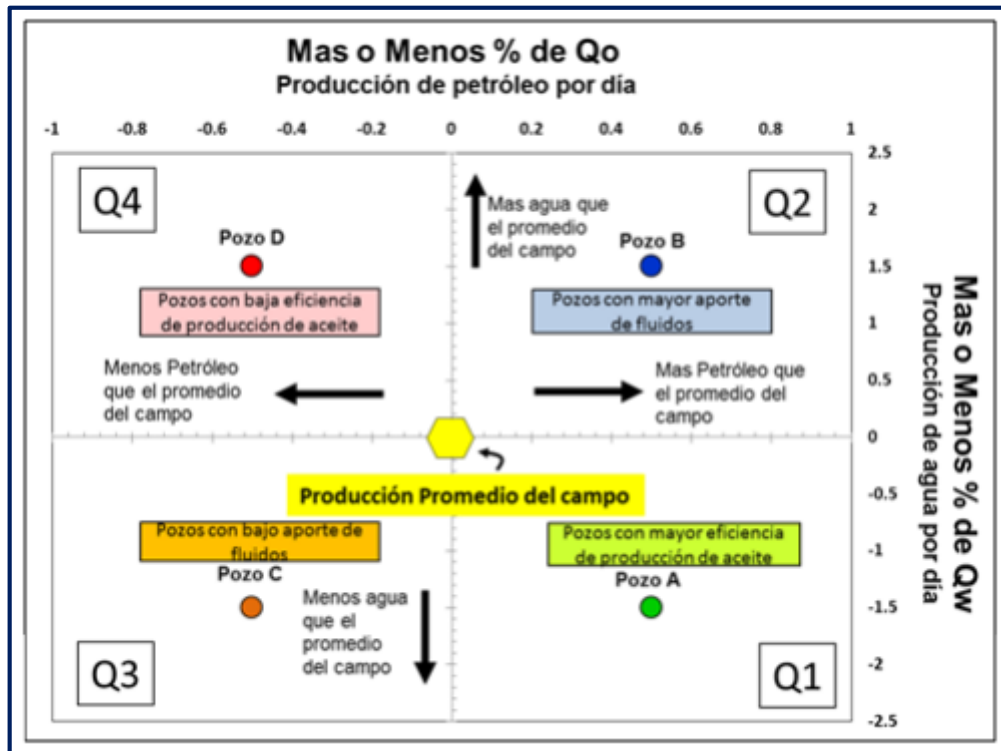 Mas o Menos % de Qo
Producción de petróleo por día
-1 -0.8 -0.6 -0.4 -0.2 0 0.2 0.4 0.6 0.8 1
Q4
Pozo D
Pozos con baja eficiencia
de producción de aceite
Menos Petróleo
que el promedio
del campo
Mas agua que
el promedio
del campo
Q2
Pozo B
Pozos con mayor aporte
de fluidos
Mas Petróleo que
el promedio del
campo
Producción Promedio del campo
Pozos con bajo aporte de
fluidos
Pozo C
Menos agua
que el
promedio
del campo
Q3
Pozos con mayor eficiencia
de producción de aceite
Pozo A
Q1
2.5
2
1.5
1
0.5
0
-0.5
-1
-1.5
-2
-2.5
Mas o Menos % de Qw
Producción de agua por día